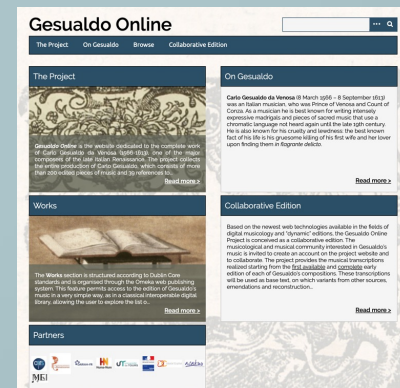 Gesualdo Online
The Project
On Gesualdo
Browse
Collaborative Edition
The Project
Gesualdo Online is the website dedicated to the complete work
of Carlo Gesualdo da Venosa (1566-1613), one of the major
composers of the late Italian Renaissance. The project collects
the entire production of Carlo Gesualdo, which consists of more
than 200 edited pieces of music and 39 references to...
Read more >
On Gesualdo
Carlo Gesualdo da Venosa (8 March 1566 – 8 September 1613)
was an Italian musician, who was Prince of Venosa and Count of
Conza. As a musician he is best known for writing intensely
expressive madrigals and pieces of sacred music that use a
chromatic language not heard again until the late 19th century.
He is also known for his cruelty and lewdness: the best known
fact of his life is his gruesome killing of his first wife and her lover
upon finding them in flagrante delicto.
Read more >
Works
The Works section is structured according to Dublin Core
standards and is organised through the Omeka web publishing
system. This feature permits access to the edition of Gesualdo's
music in a very simple way, as in a classical interoperable digital
library, allowing the user to explore the list o...
Read more >
Collaborative Edition
Based on the newest web technologies available in the fields of
digital musicology and "dynamic" editions, the Gesualdo Online
Project is conceived as a collaborative edition. The
musicological and musical community interested in Gesualdo's
music is invited to create an account on the project website and
to collaborate. The project provides the musical transcriptions
realized starting from the first available and complete early
edition of each of Gesualdo's compositions. These transcriptions
will be used as base text, on which variants from other sources,
emendations and reconstruction...
Read more >
Partners